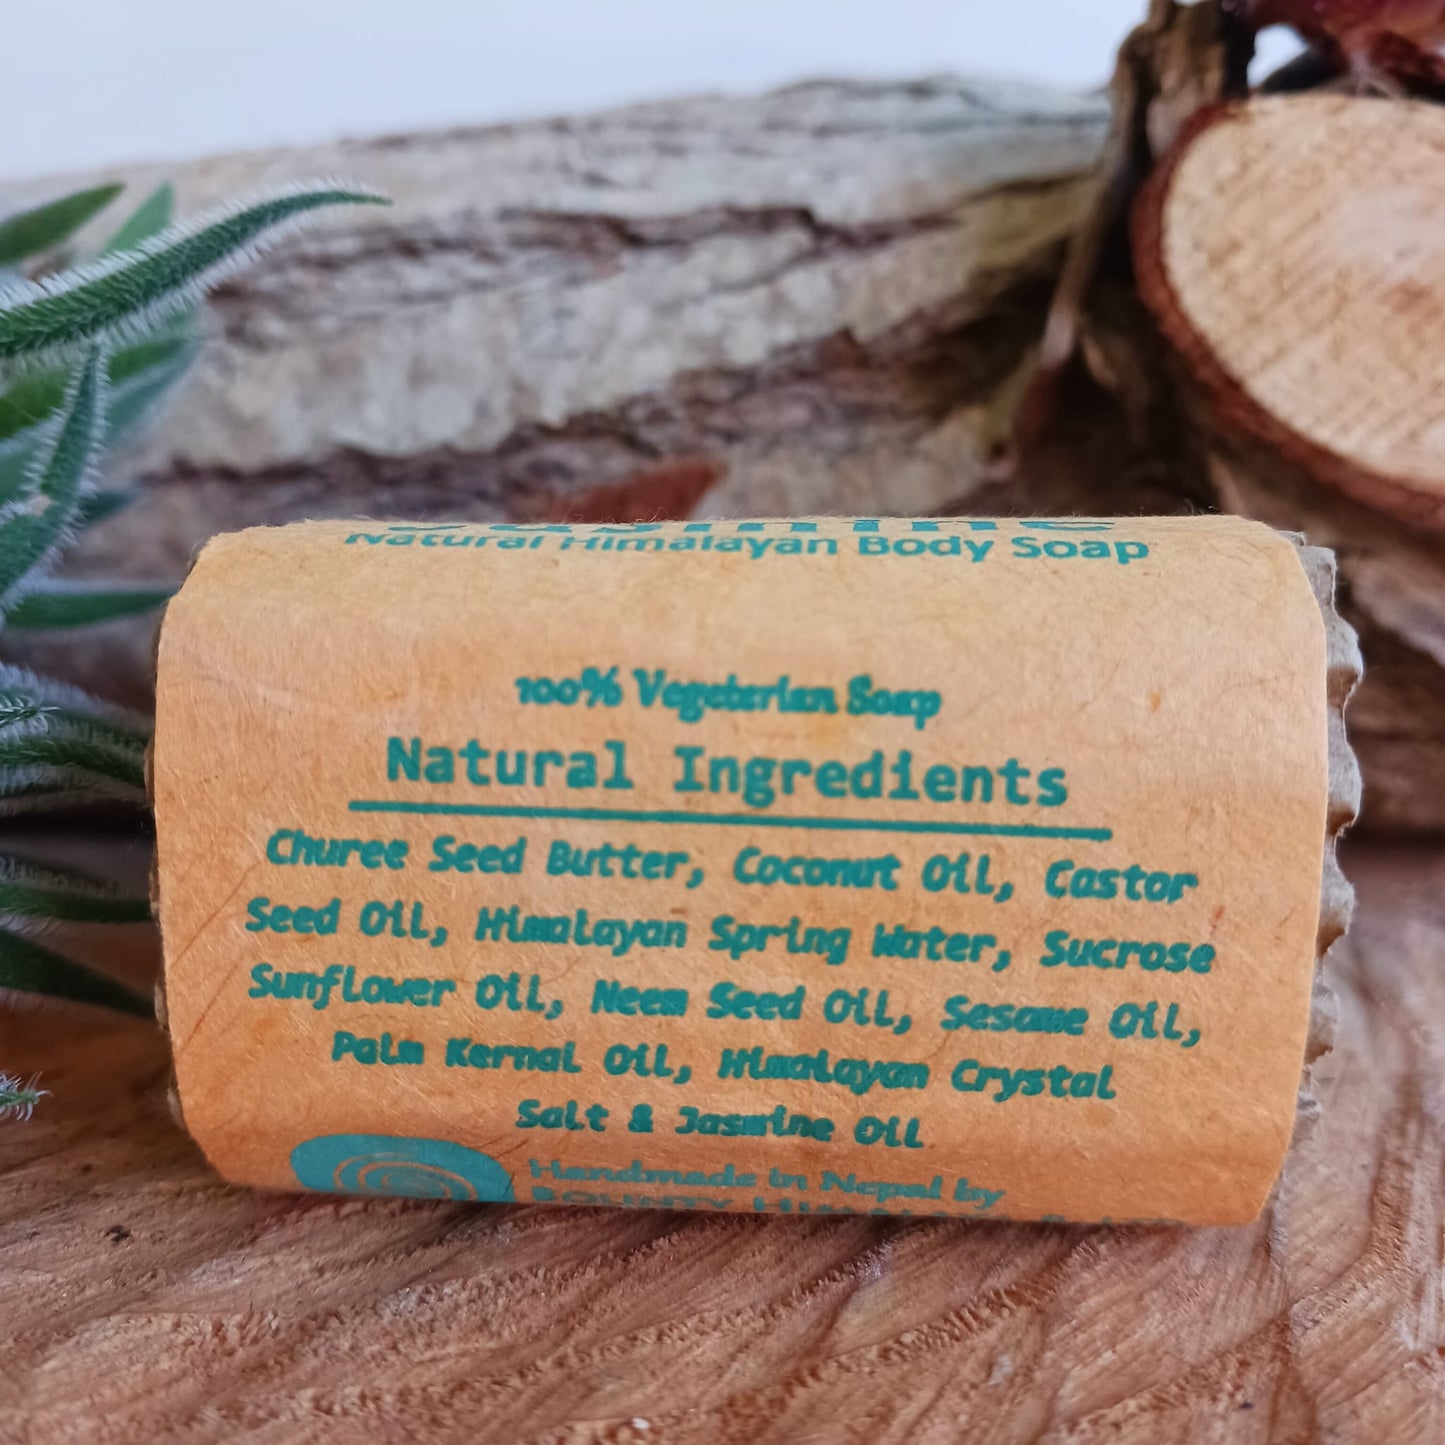 Jasmine
Natural Himalayan Body Soap
100% Vegetarian Soap
Natural Ingredients
Churee Seed Butter, Coconut Oil, Castor
Seed Oil, Himalayan Spring Water, Sucrose
Sunflower Oil, Neem Seed Oil, Sesame Oil,
Palm Kernal Oil, Himalayan Crystal
Salt & Jasmine Oil
Handmade in Nepal by